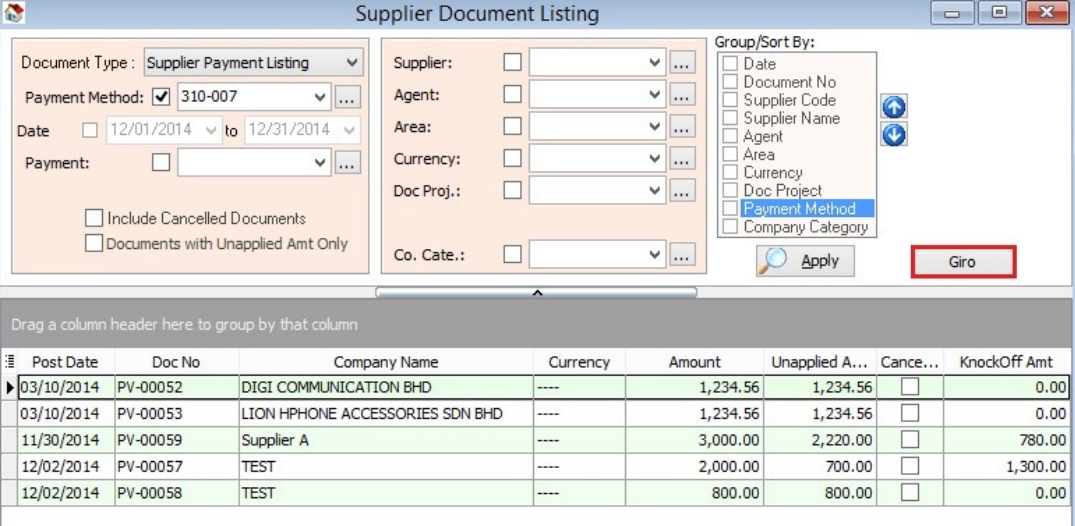 Supplier Document Listing
Document Type : Supplier Payment Listing
Payment Method: 310-007 ...
Date 12/01/2014 to 12/31/2014
Payment: ...
Include Cancelled Documents
Documents with Unapplied Amt Only
Supplier: ...
Agent: ...
Area: ...
Currency: ...
Doc Proj.: ...
Co. Cate.: ...
Group/Sort By:
Date
Document No
Supplier Code
Supplier Name
Agent
Area
Currency
Doc Project
Payment Method
Company Category
Apply
Giro
Drag a column header here to group by that column
Post Date Doc No Company Name Currency Amount Unapplied A... Cance... KnockOff Amt
03/10/2014 PV-00052 DIGI COMMUNICATION BHD ---- 1,234.56 1,234.56 0.00
03/10/2014 PV-00053 LION HPHONE ACCESSORIES SDN BHD ---- 1,234.56 1,234.56 0.00
11/30/2014 PV-00059 Supplier A ---- 3,000.00 2,220.00 780.00
12/02/2014 PV-00057 TEST ---- 2,000.00 700.00 1,300.00
12/02/2014 PV-00058 TEST ---- 800.00 800.00 0.00